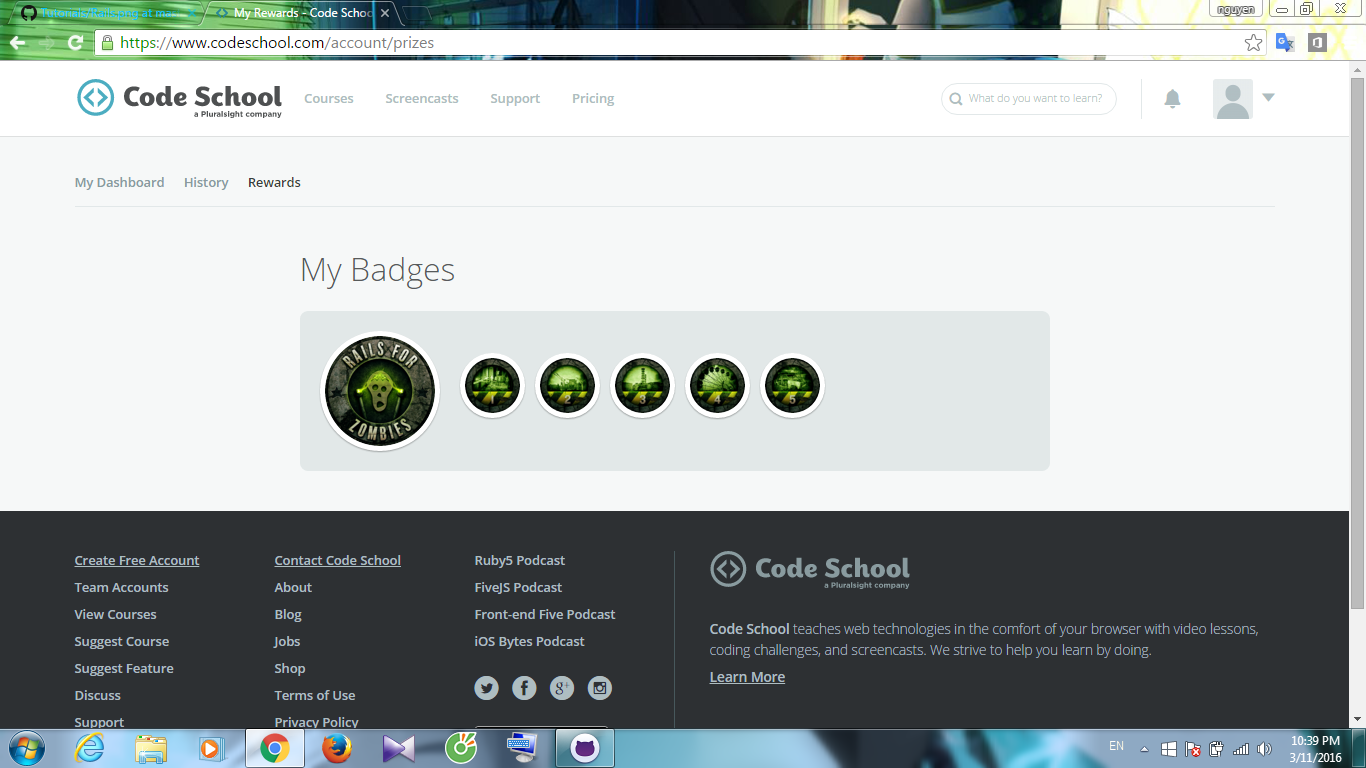 My Rewards - Code Schoo
nguyen
https://www.codeschool.com/account/prizes
Code School
a Pluralsight company
Courses
Screencasts
Support
Pricing
What do you want to learn?
My Dashboard
History
Rewards
My Badges
RAILS FOR
ZOMBIES
1
2
3
4
5
Create Free Account
Team Accounts
View Courses
Suggest Course
Suggest Feature
Discuss
Support
Contact Code School
About
Blog
Jobs
Shop
Terms of Use
Privacy Policy
Ruby5 Podcast
FiveJS Podcast
Front-end Five Podcast
iOS Bytes Podcast
Code School
a Pluralsight company
Code School teaches web technologies in the comfort of your browser with video lessons,
coding challenges, and screencasts. We strive to help you learn by doing.
Learn More
EN
10:39 PM
3/11/2016